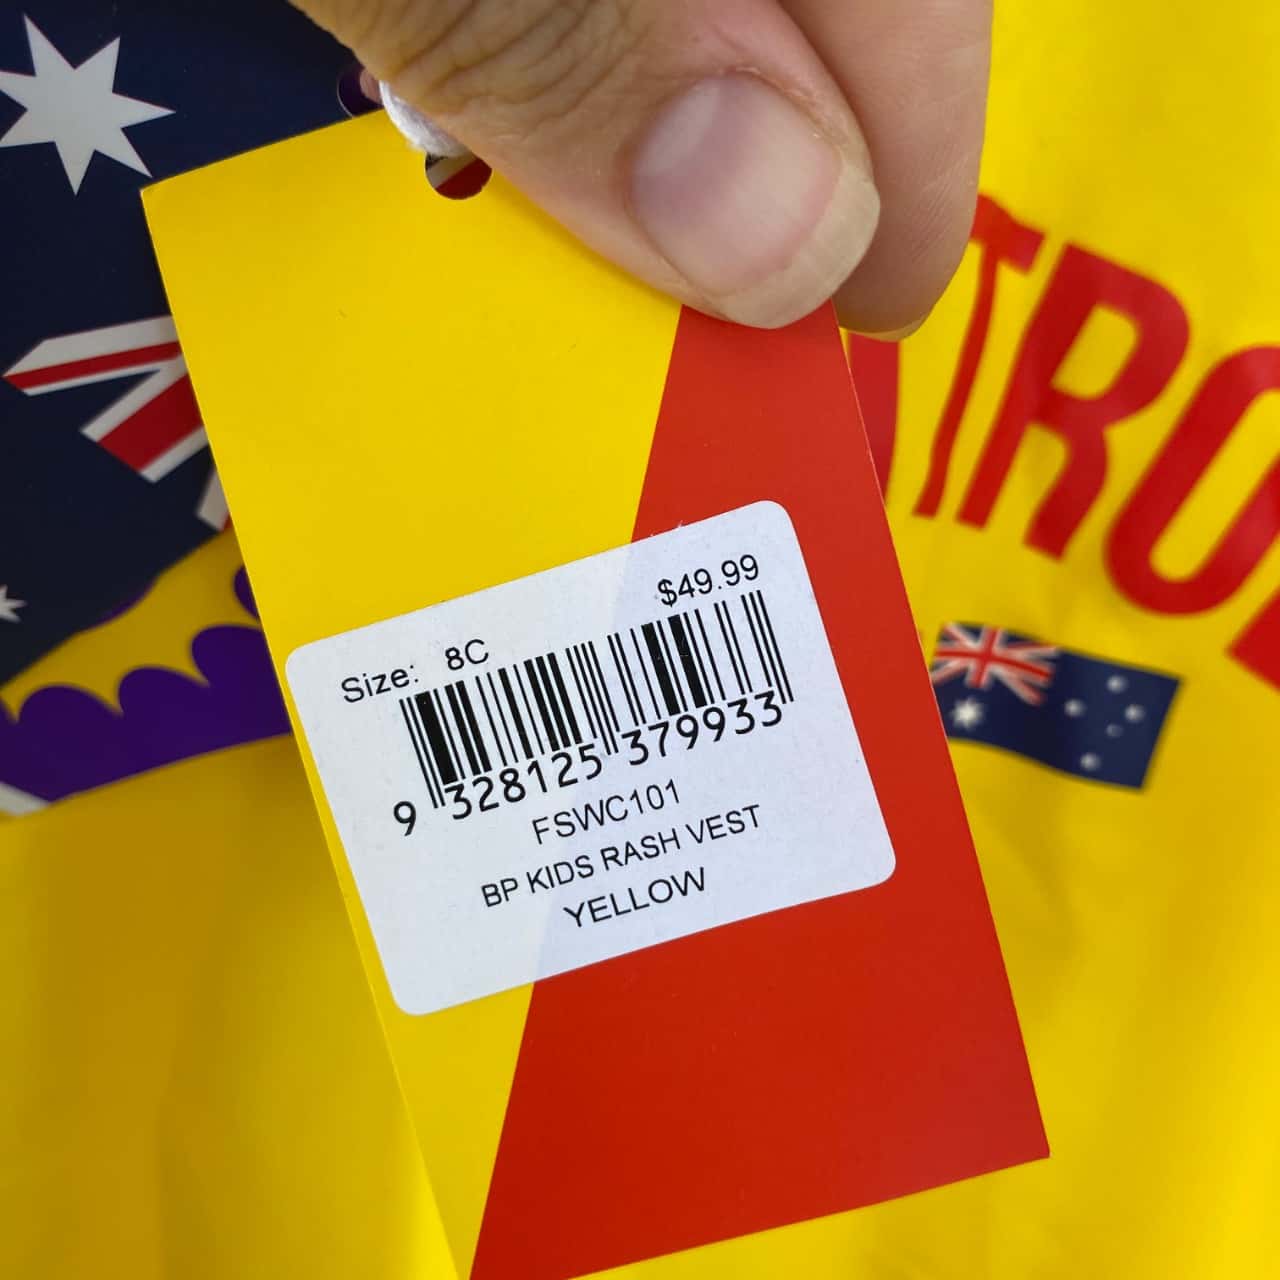 $49.99
Size: 8C
9 328125 379933
FSWC101
BP KIDS RASH VEST
YELLOW